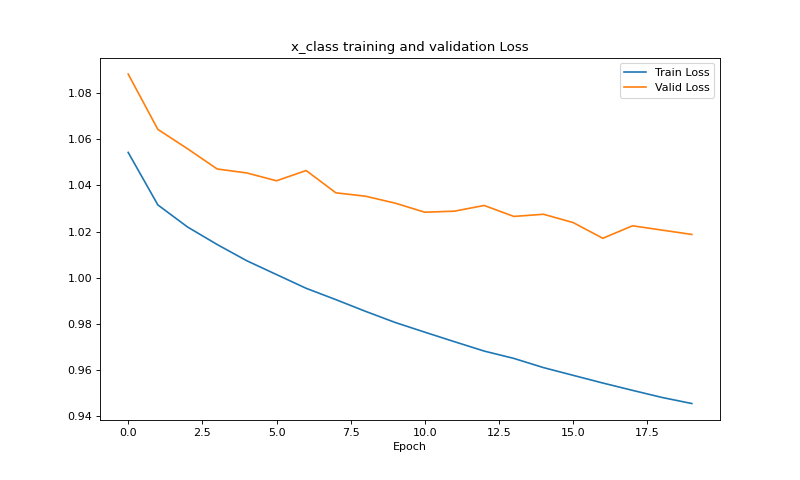 x_class training and validation Loss
Train Loss
Valid Loss
1.08
1.06
1.04
1.02
1.00
0.98
0.96
0.94
0.0 2.5 5.0 7.5 10.0 12.5 15.0 17.5
Epoch